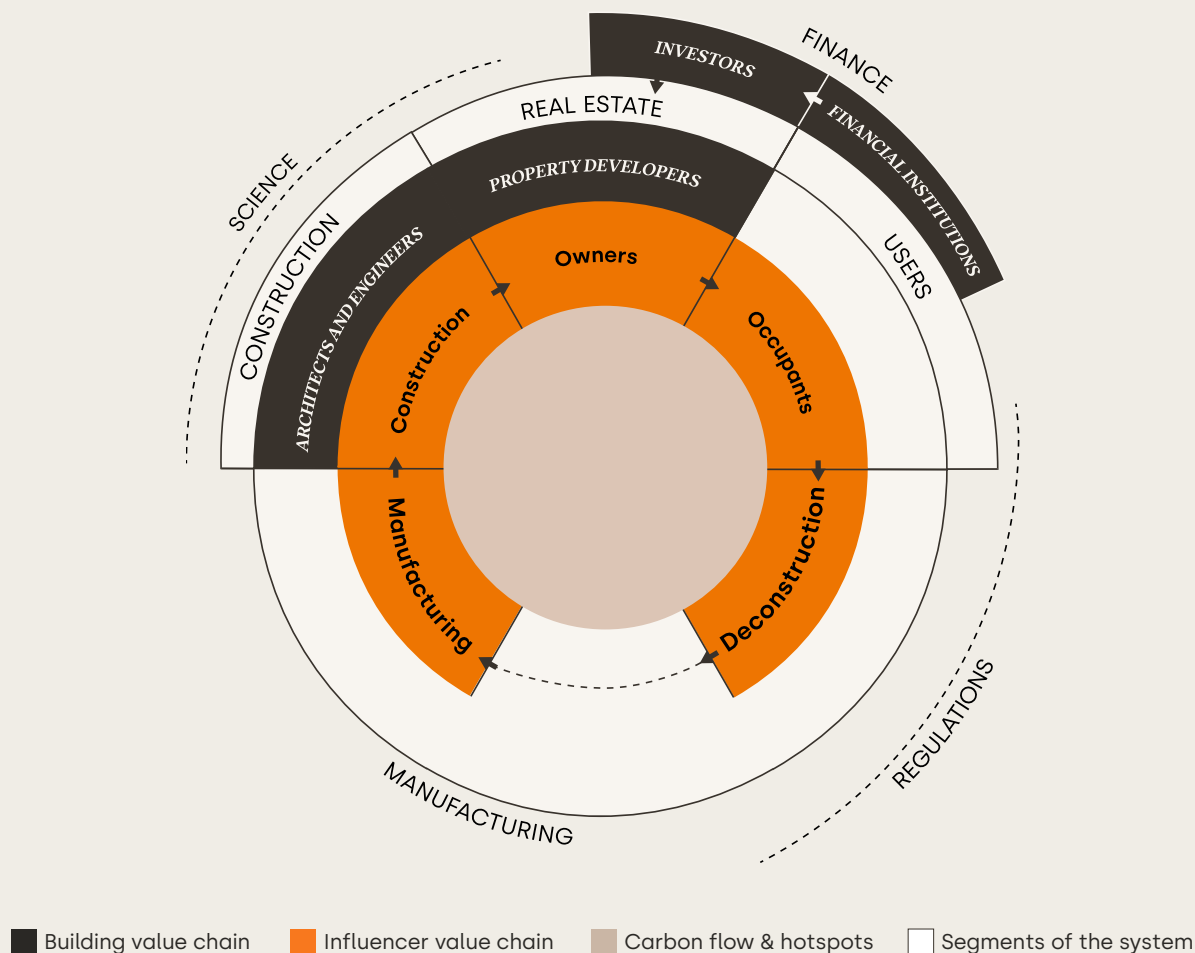 FINANCE
INVESTORS
FINANCIAL INSTITUTIONS
SCIENCE
REAL ESTATE
CONSTRUCTION
USERS
PROPERTY DEVELOPERS
ARCHITECTS AND ENGINEERS
Owners
Construction
Occupants
Manufacturing
Deconstruction
REGULATIONS
MANUFACTURING
Building value chain
Influencer value chain
Carbon flow & hotspots
Segments of the system